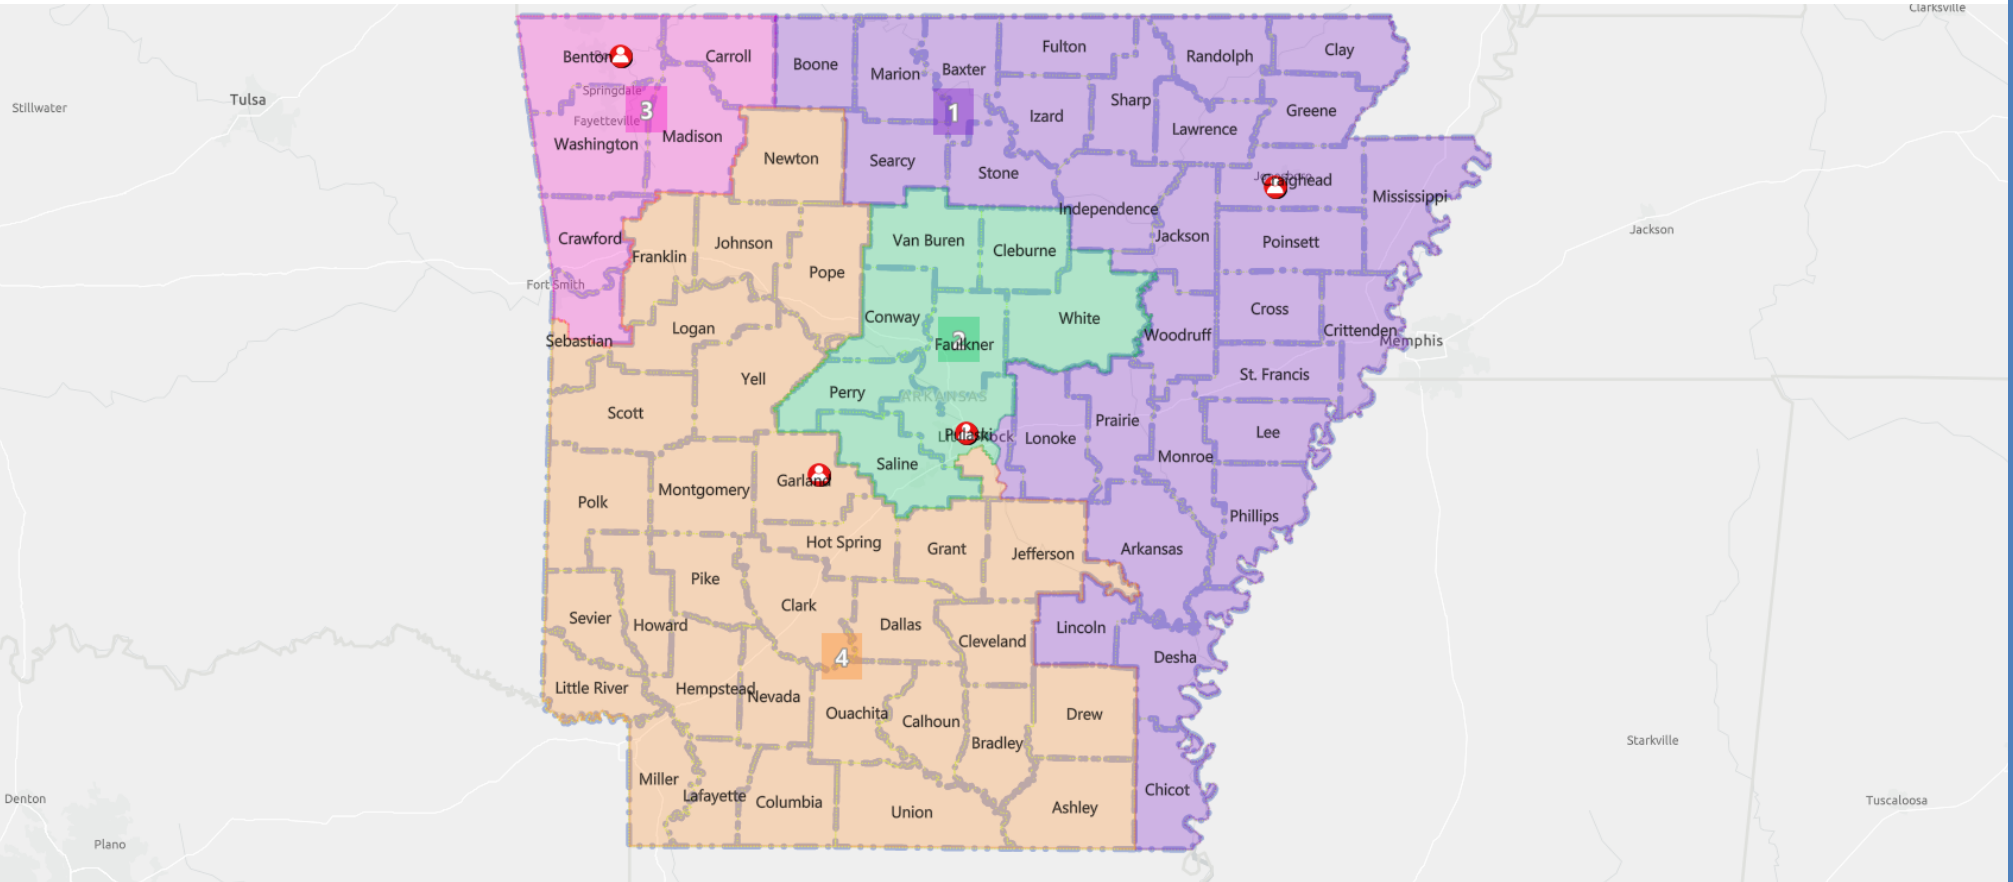 Clarksville
Stillwater
Tulsa
Benton
Carroll
Boone
Marion
Baxter
Fulton
Randolph
Clay
Springdale
3
1
Izard
Sharp
Greene
Fayetteville
Washington
Madison
Lawrence
Newton
Searcy
Stone
Craighead
Mississippi
Independence
Jackson
Jackson
Crawford
Franklin
Johnson
Van Buren
Cleburne
Poinsett
Pope
Fort Smith
Logan
Conway
White
Cross
Sebastian
2
Faulkner
Woodruff
Crittenden
Memphis
Yell
Perry
ARKANSAS
St. Francis
Scott
Pulaski
Lonoke
Prairie
Lee
Saline
Monroe
Polk
Montgomery
Garland
Phillips
Hot Spring
Grant
Jefferson
Arkansas
Pike
Clark
Sevier
Howard
Dallas
Cleveland
Lincoln
4
Desha
Little River
Hempstead
Nevada
Ouachita
Calhoun
Drew
Bradley
Starkville
Miller
Lafayette
Columbia
Union
Ashley
Chicot
Denton
Tuscaloosa
Plano